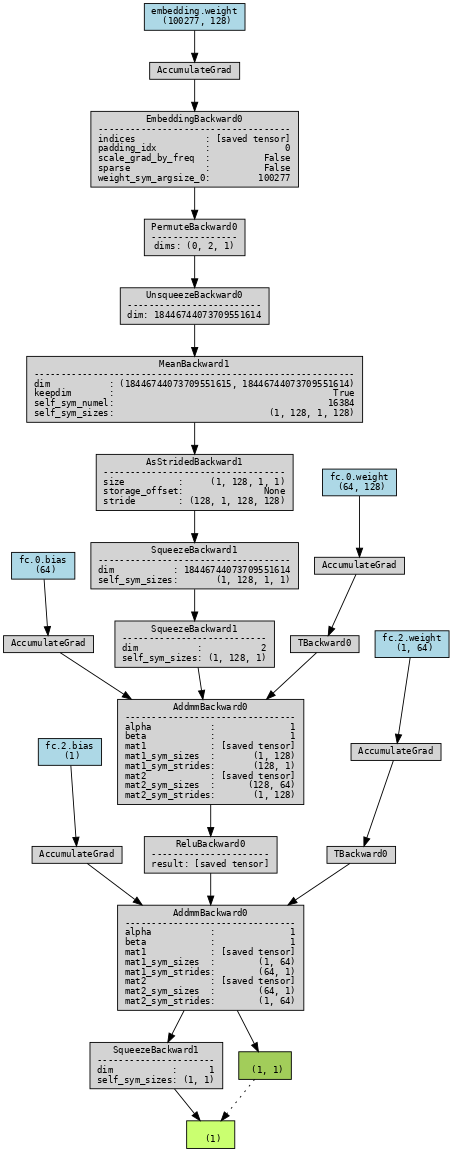 embedding.weight
(100277, 128)
AccumulateGrad
EmbeddingBackward0
------------------------------------
indices : [saved tensor]
padding_idx : 0
scale_grad_by_freq : False
sparse : False
weight_sym_argsize_0: 100277
PermuteBackward0
----------------
dims: (0, 2, 1)
UnsqueezeBackward0
-------------------------
dim: 18446744073709551614
MeanBackward1
-----------------------------------------------------------
dim : (18446744073709551615, 18446744073709551614)
keepdim : True
self_sym_numel: 16384
self_sym_sizes: (1, 128, 1, 128)
AsStridedBackward1
----------------------------------
size : (1, 128, 1, 1)
storage_offset: None
stride : (128, 1, 128, 128)
fc.0.weight
(64, 128)
SqueezeBackward1
------------------------------------
dim : 18446744073709551614
self_sym_sizes: (1, 128, 1, 1)
fc.0.bias
(64)
AccumulateGrad
SqueezeBackward1
---------------------------
dim : 2
self_sym_sizes: (1, 128, 1)
AccumulateGrad
TBackward0
fc.2.weight
(1, 64)
AddmmBackward0
--------------------------------
alpha : 1
beta : 1
mat1 : [saved tensor]
mat1_sym_sizes : (1, 128)
mat1_sym_strides: (128, 1)
mat2 : [saved tensor]
mat2_sym_sizes : (128, 64)
mat2_sym_strides: (1, 128)
fc.2.bias
(1)
AccumulateGrad
AccumulateGrad
ReluBackward0
----------------------
result: [saved tensor]
TBackward0
AddmmBackward0
--------------------------------
alpha : 1
beta : 1
mat1 : [saved tensor]
mat1_sym_sizes : (1, 64)
mat1_sym_strides: (64, 1)
mat2 : [saved tensor]
mat2_sym_sizes : (64, 1)
mat2_sym_strides: (1, 64)
SqueezeBackward1
----------------------
dim : 1
self_sym_sizes: (1, 1)
(1, 1)
(1)